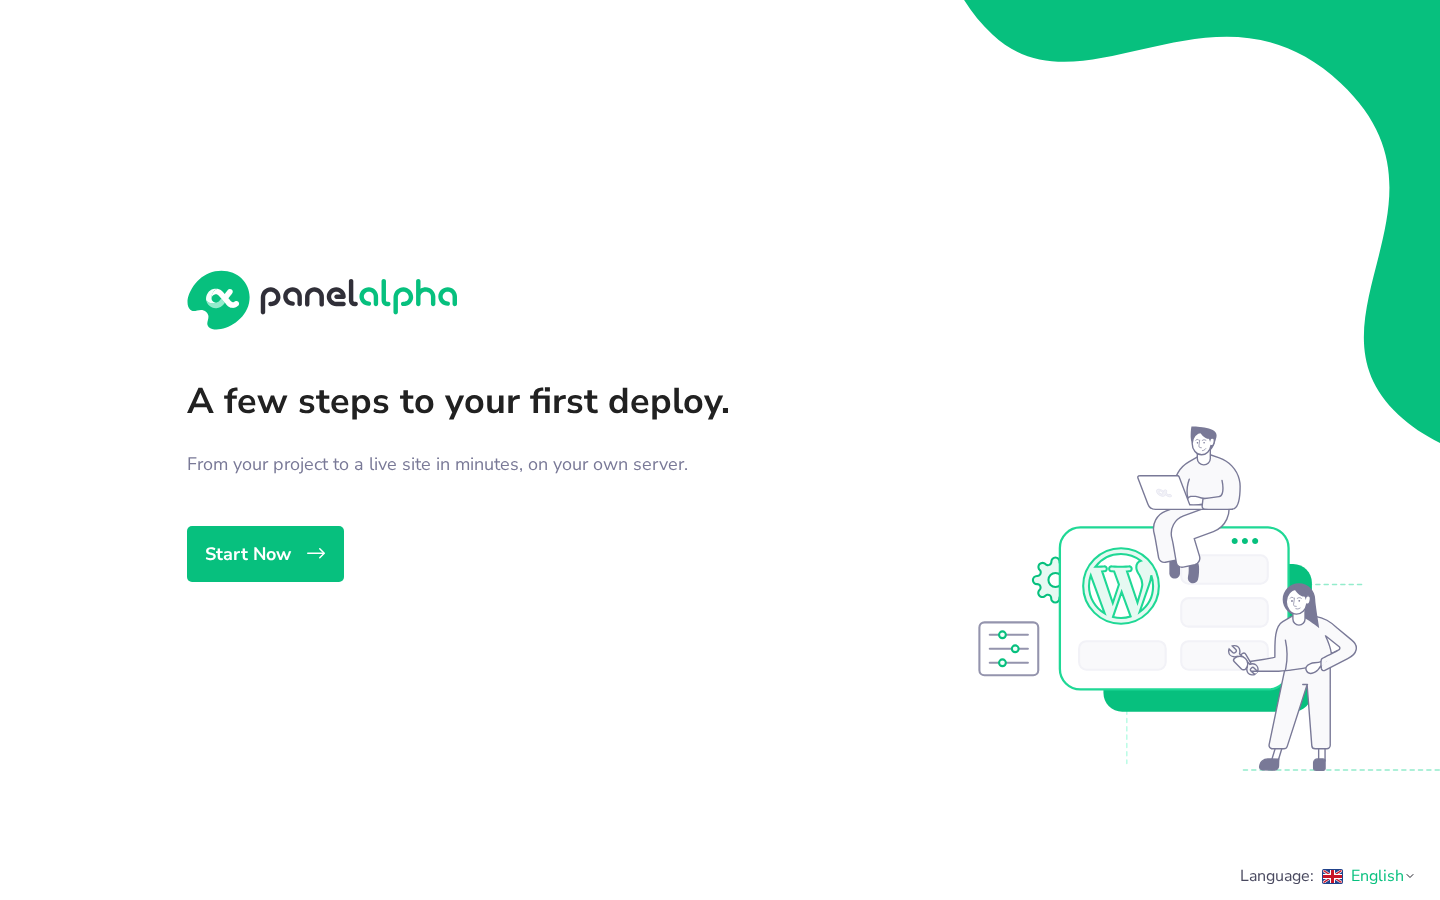 panelalpha
A few steps to your first deploy.
From your project to a live site in minutes, on your own server.
Start Now
Language: English